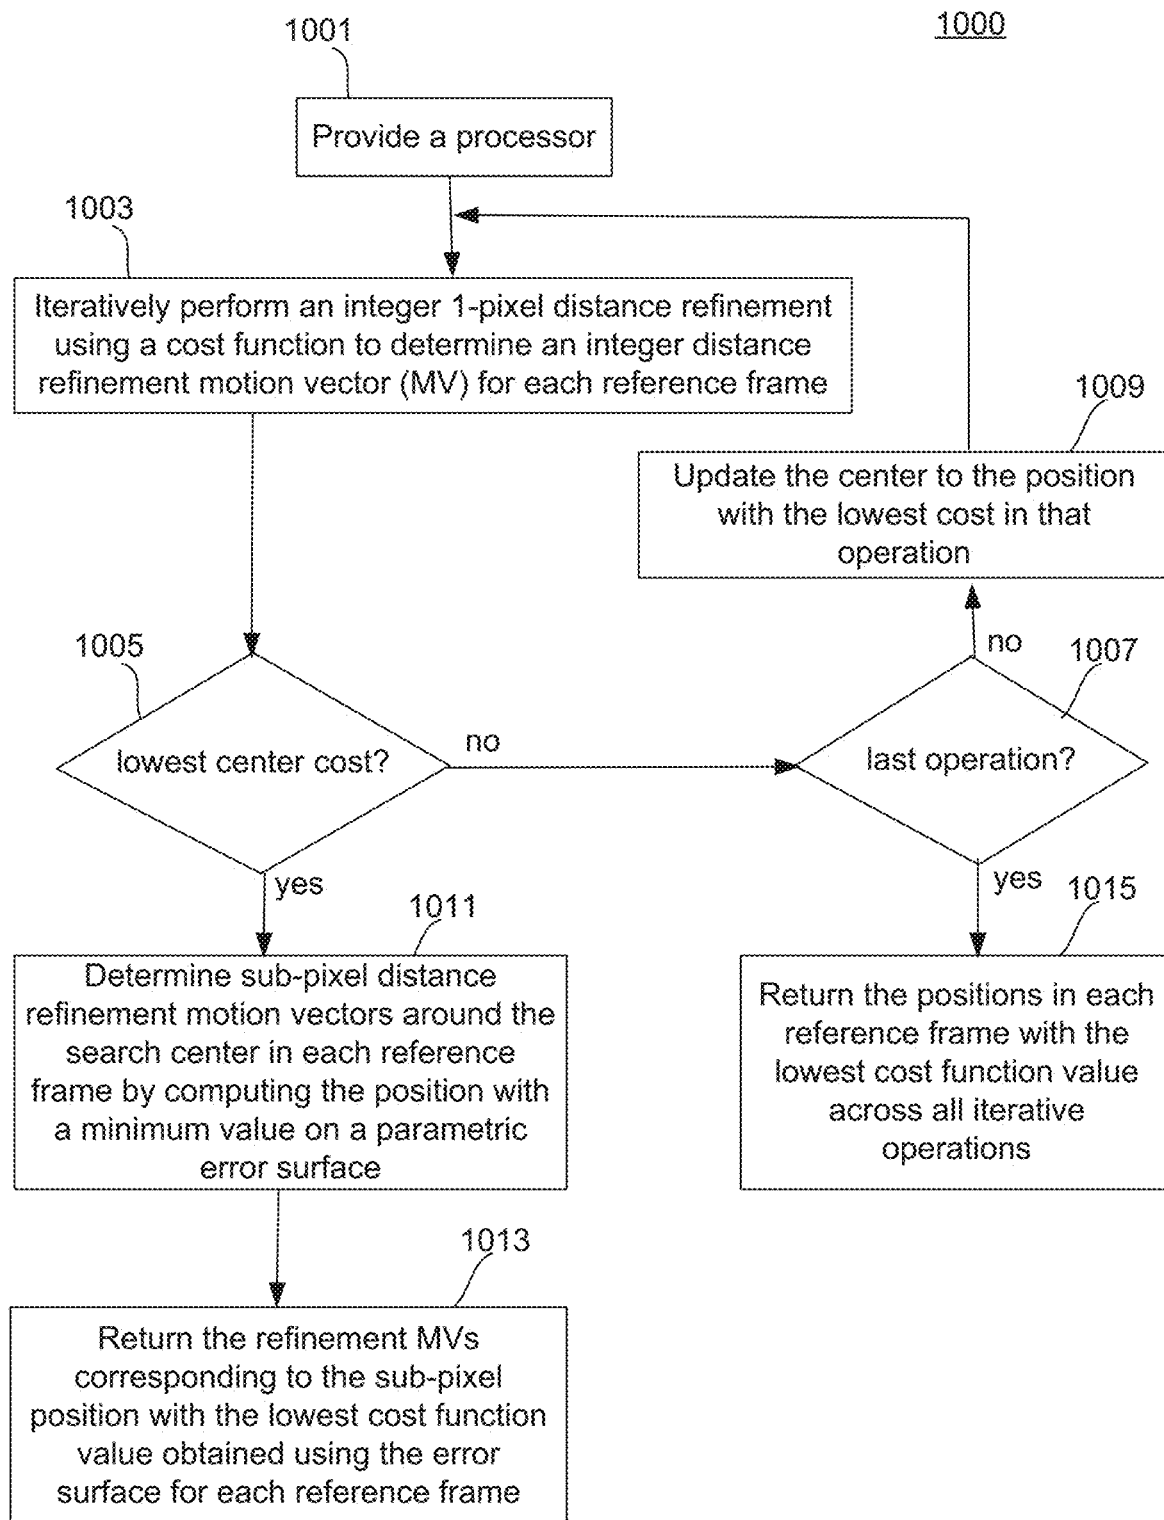 1000
1001
Provide a processor
1003
Iteratively perform an integer 1-pixel distance refinement
using a cost function to determine an integer distance
refinement motion vector (MV) for each reference frame
1009
Update the center to the position
with the lowest cost in that
operation
1005
lowest center cost?
no
no
1007
last operation?
yes
yes
1011
Determine sub-pixel distance
refinement motion vectors around the
search center in each reference
frame by computing the position with
a minimum value on a parametric
error surface
1015
Return the positions in each
reference frame with the
lowest cost function value
across all iterative
operations
1013
Return the refinement MVs
corresponding to the sub-pixel
position with the lowest cost function
value obtained using the error
surface for each reference frame